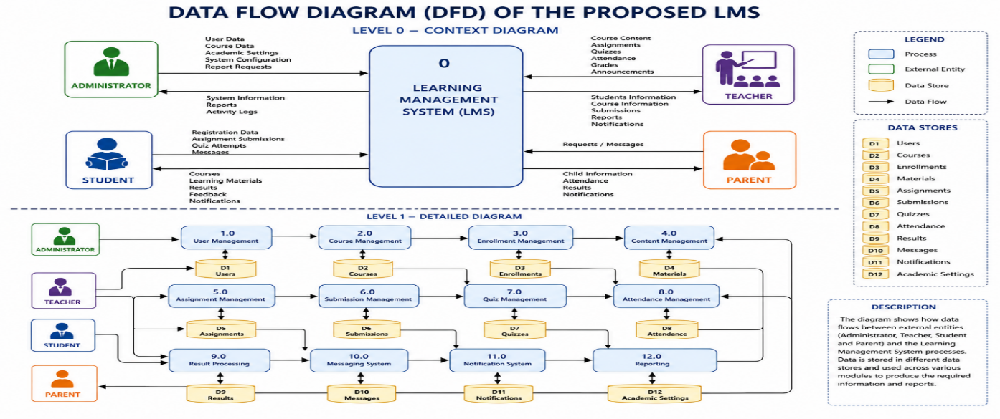 DATA FLOW DIAGRAM (DFD) OF THE PROPOSED LMS
LEVEL 0 – CONTEXT DIAGRAM
ADMINISTRATOR
User Data
Course Data
Academic Settings
System Configuration
Report Requests
System Information
Reports
Activity Logs
STUDENT
Registration Data
Assignment Submissions
Quiz Attempts
Messages
Courses
Learning Materials
Results
Feedback
Notifications
0
LEARNING
MANAGEMENT
SYSTEM (LMS)
Course Content
Assignments
Quizzes
Attendance
Grades
Announcements
Students Information
Course Information
Submissions
Reports
Notifications
TEACHER
Requests / Messages
Child Information
Attendance
Results
Notifications
PARENT
LEGEND
Process
External Entity
Data Store
Data Flow
DATA STORES
D1 Users
D2 Courses
D3 Enrollments
D4 Materials
D5 Assignments
D6 Submissions
D7 Quizzes
D8 Attendance
D9 Results
D10 Messages
D11 Notifications
D12 Academic Settings
LEVEL 1 – DETAILED DIAGRAM
ADMINISTRATOR
TEACHER
STUDENT
PARENT
1.0
User Management
2.0
Course Management
3.0
Enrollment Management
4.0
Content Management
D1
Users
D2
Courses
D3
Enrollments
D4
Materials
5.0
Assignment Management
6.0
Submission Management
7.0
Quiz Management
8.0
Attendance Management
D5
Assignments
D6
Submissions
D7
Quizzes
D8
Attendance
9.0
Result Processing
10.0
Messaging System
11.0
Notification System
12.0
Reporting
D9
Results
D10
Messages
D11
Notifications
D12
Academic Settings
DESCRIPTION
The diagram shows how data
flows between external entities
(Administrator, Teacher, Student
and Parent) and the Learning
Management System processes.
Data is stored in different data
stores and used across various
modules to produce the required
information and reports.